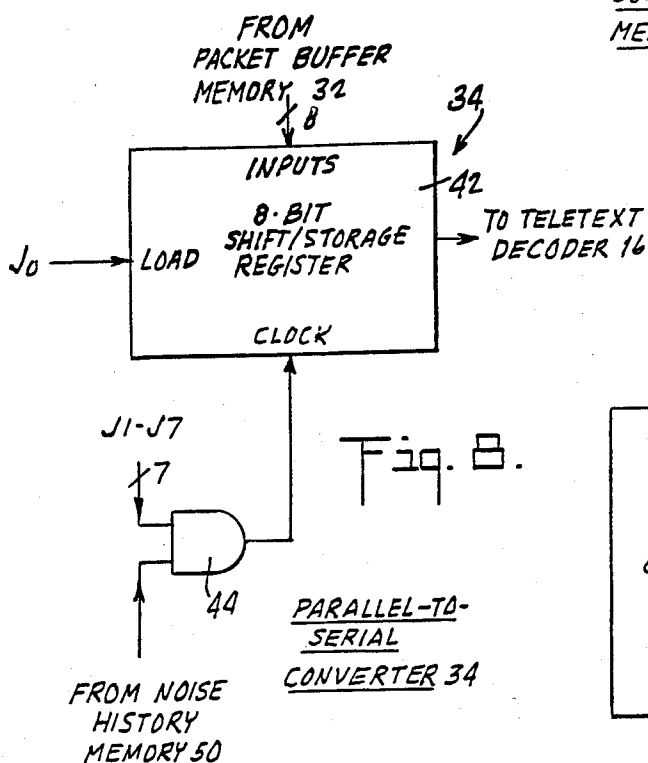 FROM
PACKET BUFFER
MEMORY 32
8
34
INPUTS
42
8-BIT
SHIFT/STORAGE
REGISTER
J0
LOAD
TO TELETEXT
DECODER 16
CLOCK
J1-J7
7
Fig. 8.
44
PARALLEL-TO-
SERIAL
CONVERTER 34
FROM NOISE
HISTORY
MEMORY 50